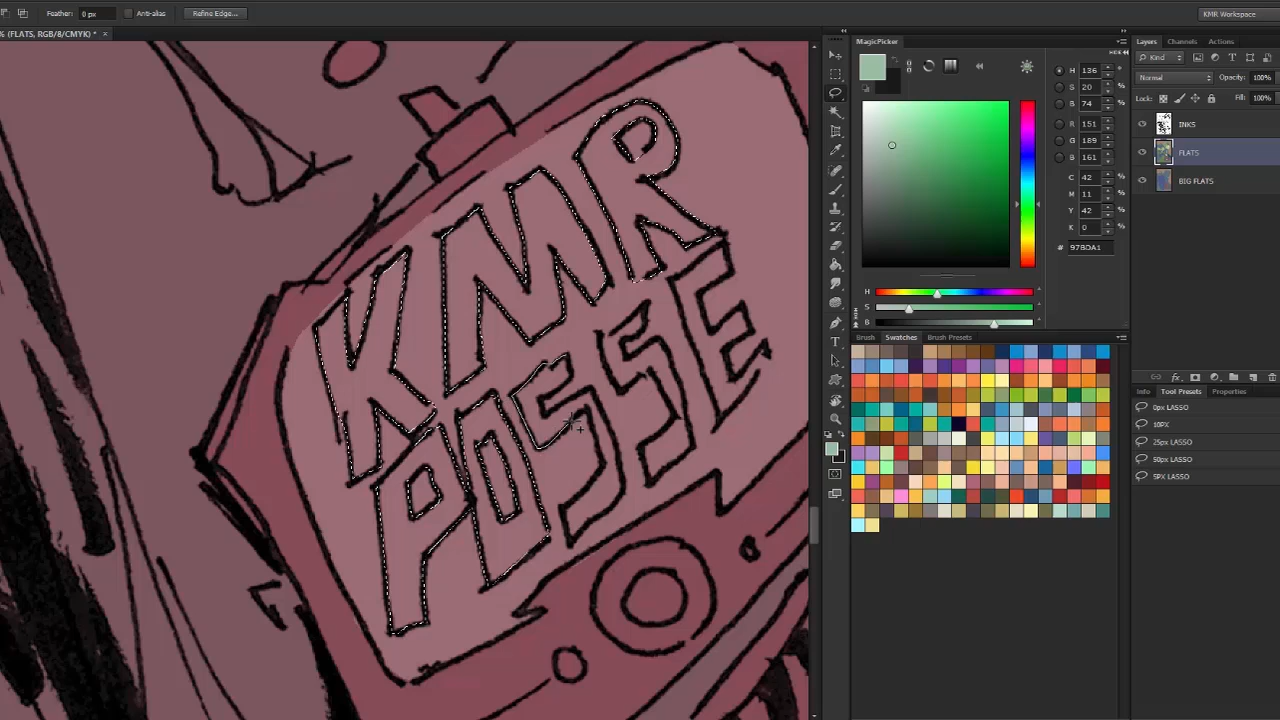 Feather: 0 px Anti-alias Refine Edge... KMR Workspace
% (FLATS, RGB/8/CMYK) * ×
KMR
POSSE
MagicPicker
H 136 °
S 20 %
B 74 %
R 151
G 189
B 161
C 42 %
M 11 %
Y 42 %
K 0 %
# 97BDA1
H
S
B
Brush Swatches Brush Presets
Layers Channels Actions
Kind
Normal Opacity: 100%
Lock: Fill: 100%
INKS
FLATS
BIG FLATS
fx
Info Tool Presets Properties
0px LASSO
10PX
25px LASSO
50px LASSO
5PX LASSO